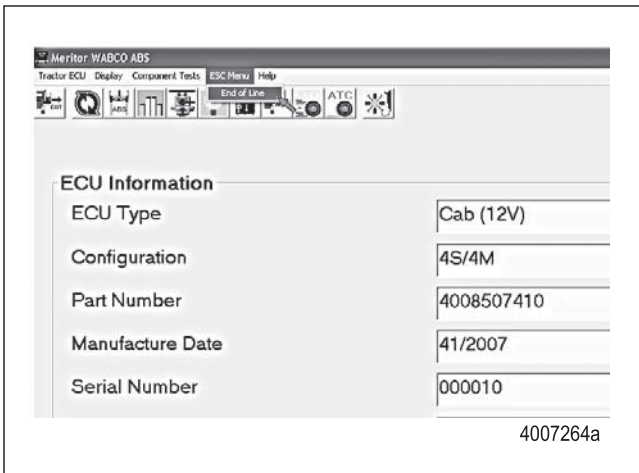 Meritor WABCO ABS
Tractor ECU Display Component Tests ESC Menu Help
End of Line
ABS
ATC
ECU Information
ECU Type Cab (12V)
Configuration 4S/4M
Part Number 4008507410
Manufacture Date 41/2007
Serial Number 000010
4007264a